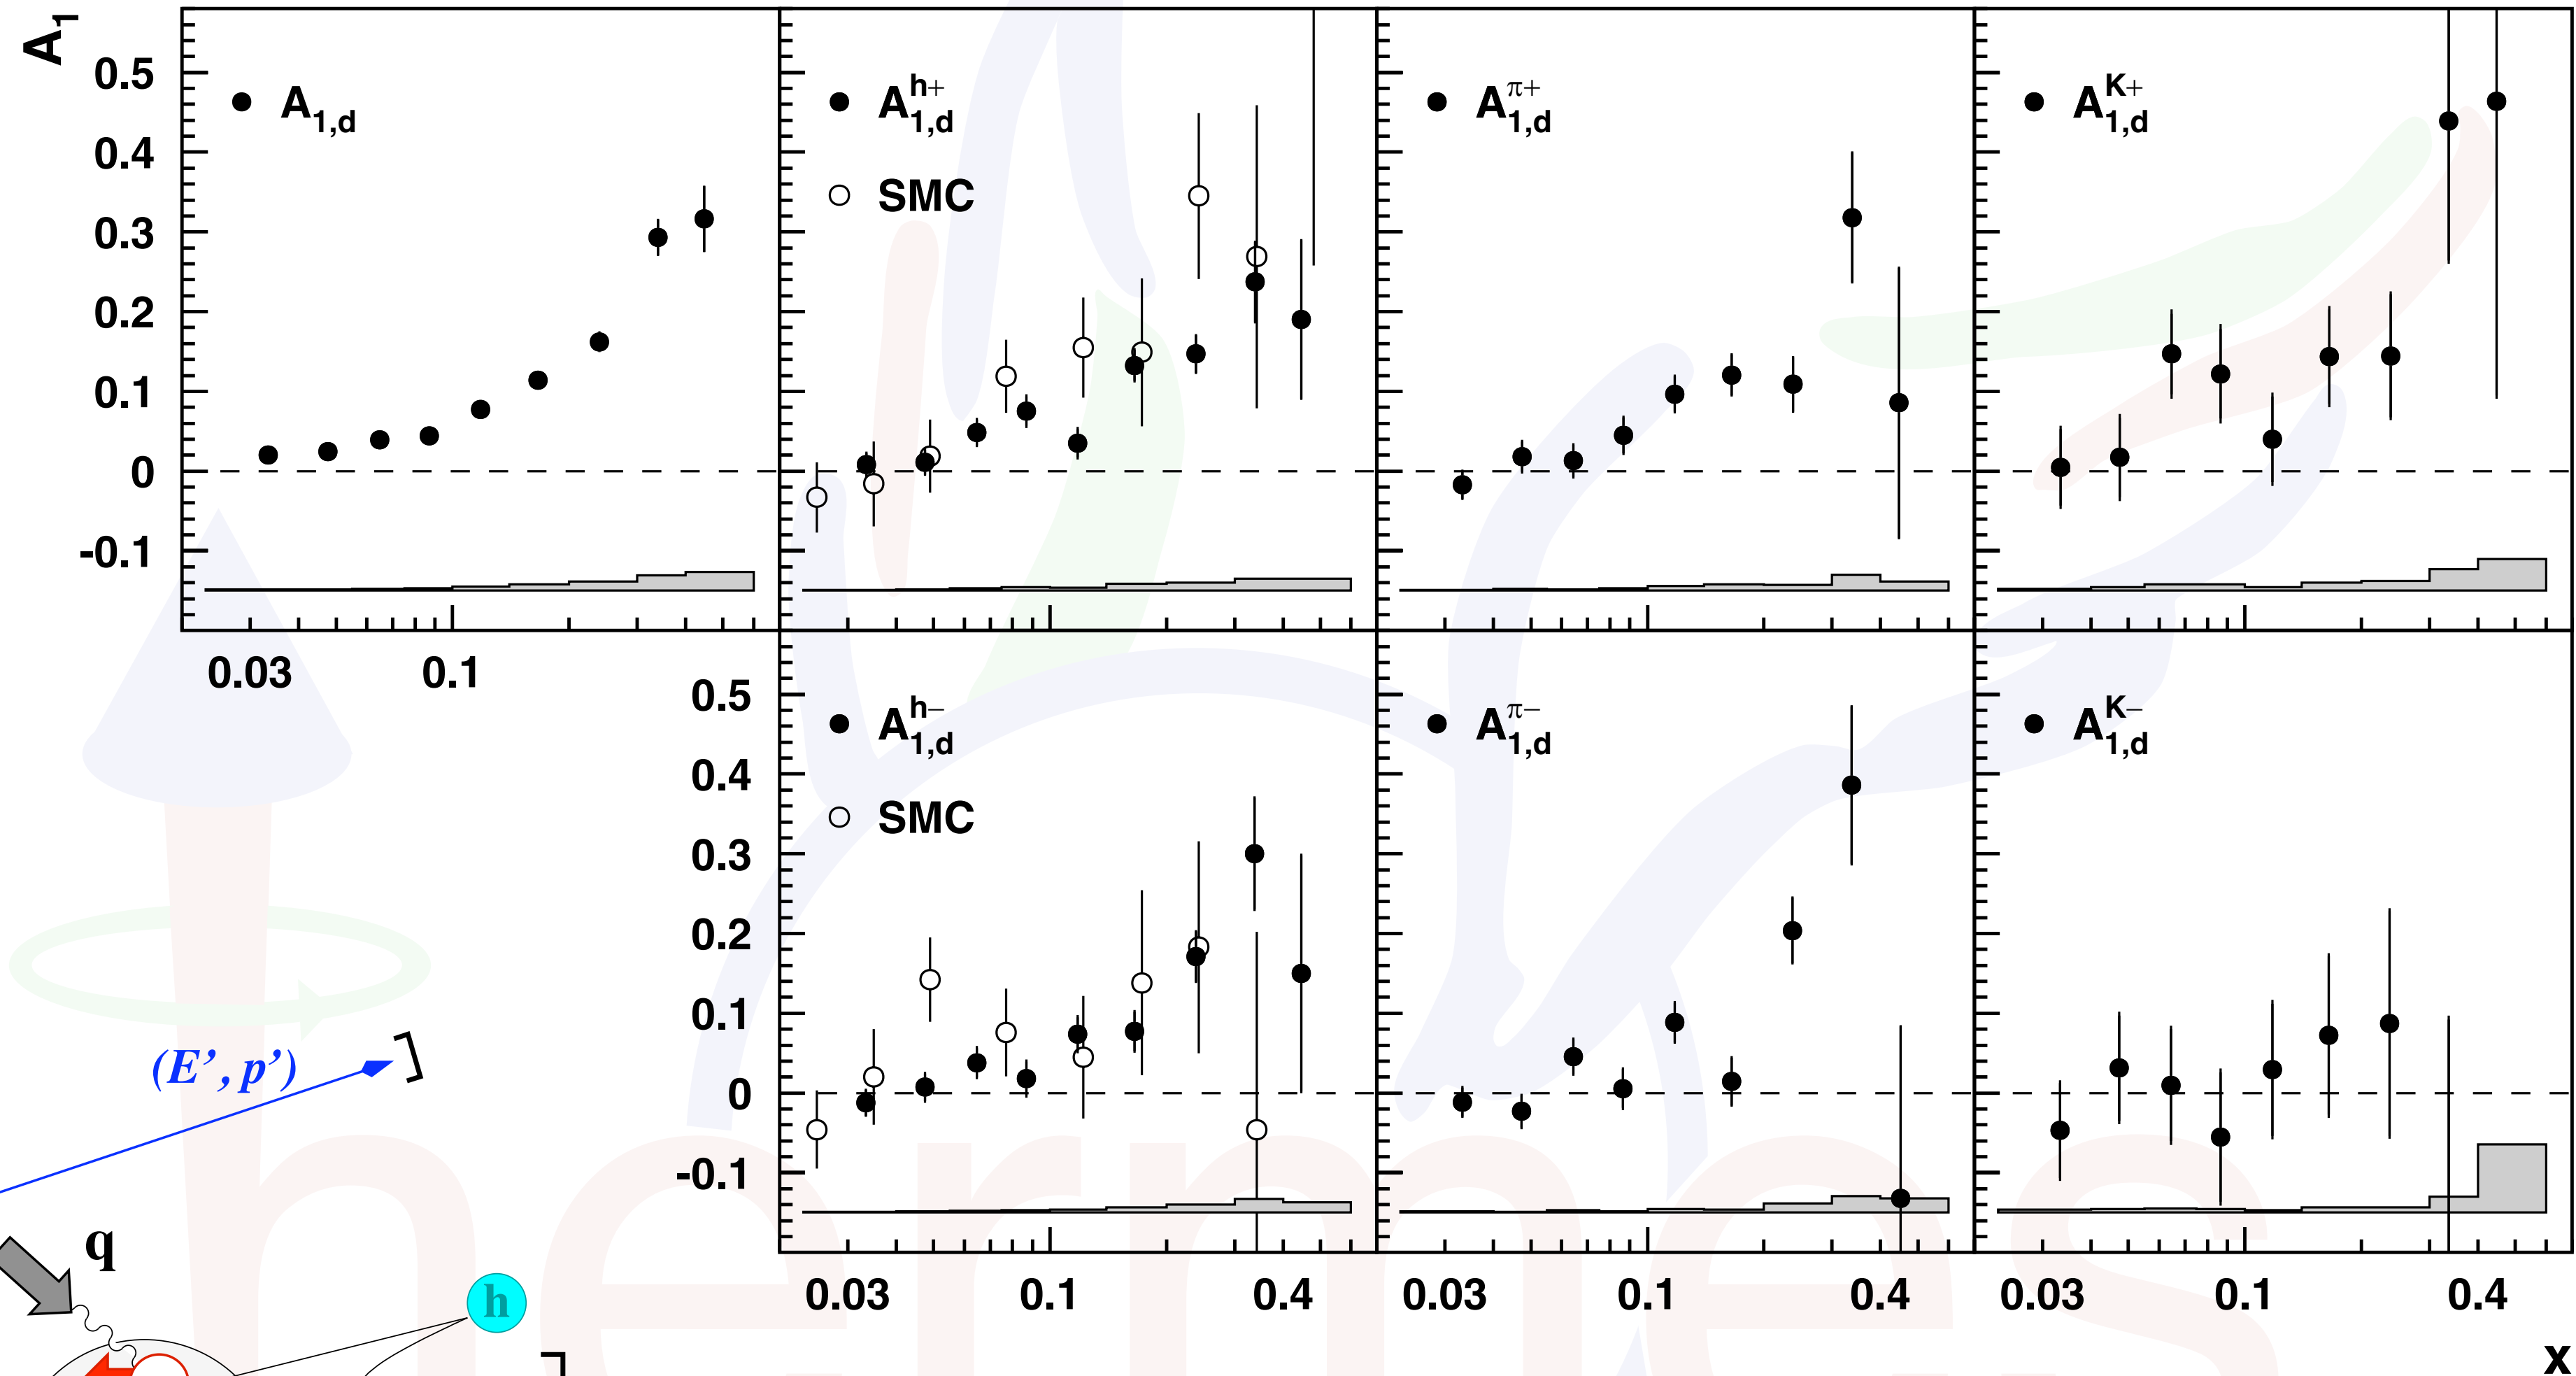 A1
0.5
0.4
0.3
0.2
0.1
0
-0.1
A1,d
A1,d h+
SMC
A1,d π+
A1,d K+
0.03 0.1
0.5
0.4
0.3
0.2
0.1
0
-0.1
A1,d h−
SMC
A1,d π−
A1,d K−
0.03 0.1 0.4 0.03 0.1 0.4 0.03 0.1 0.4
x
(E’, p’)
]
q
h
hermes